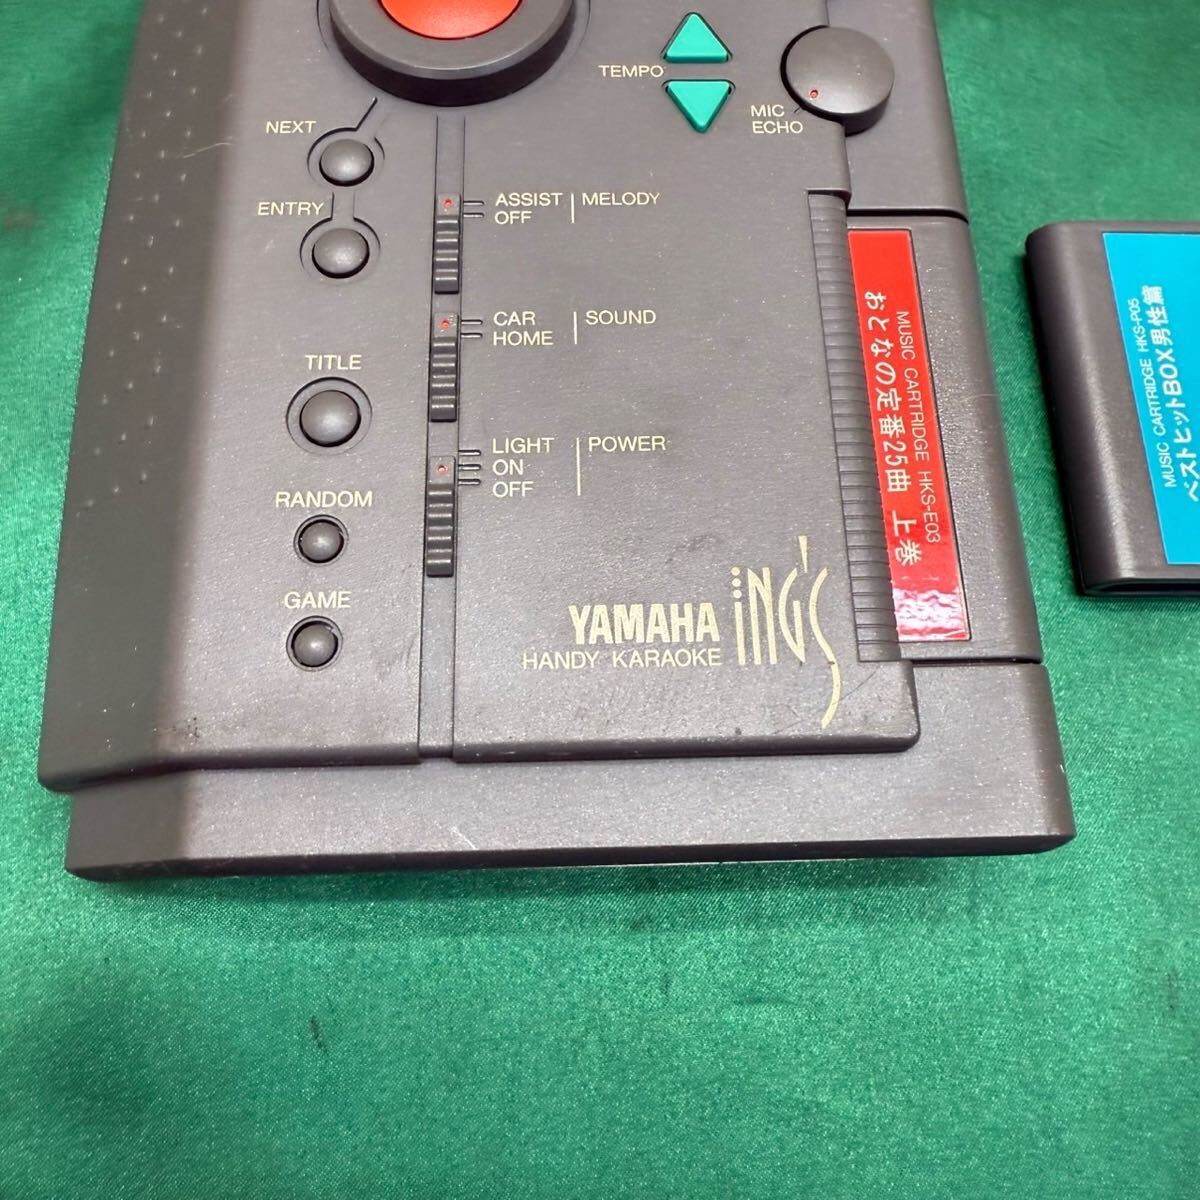 TEMPO
MIC
ECHO
NEXT
ENTRY
ASSIST
OFF
MELODY
CAR
HOME
SOUND
TITLE
LIGHT
ON
OFF
POWER
RANDOM
GAME
YAMAHA
HANDY KARAOKE
iNG'S
MUSIC CARTRIDGE HKS-E03
おとなの定番25曲 上巻
MUSIC CARTRIDGE HKS-P05
ベストヒットBOX男性篇